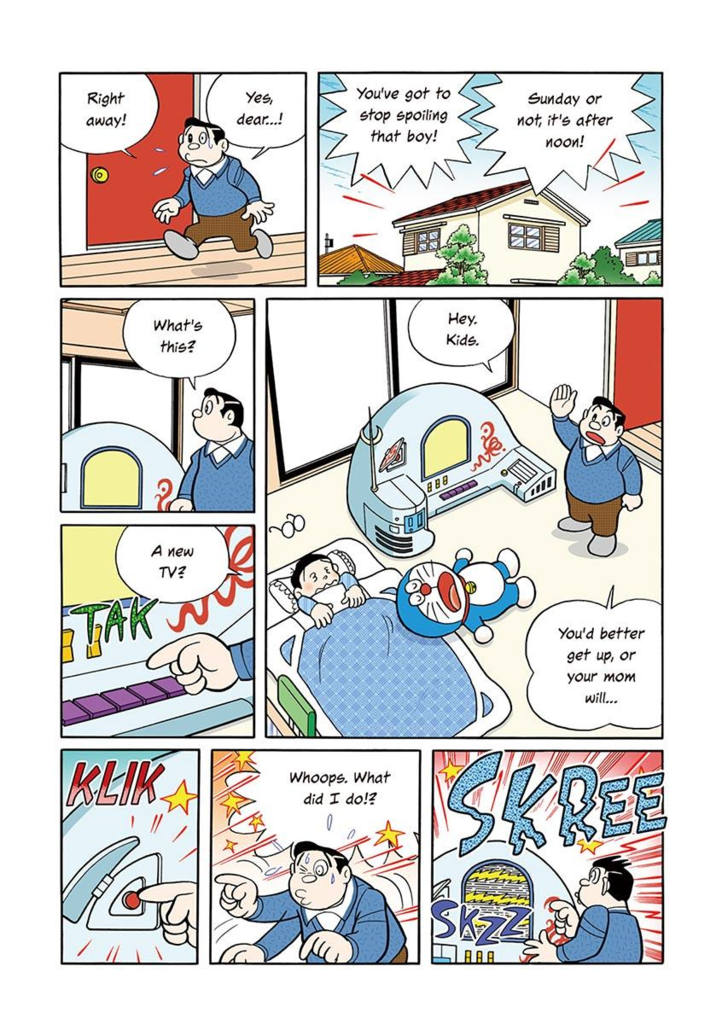 Sunday or
not, it's after
noon!
You've got to
stop spoiling
that boy!
Yes,
dear...!
Right
away!
Hey.
Kids.
You'd better
get up, or
your mom
will...
What's
this?
A new
TV?
TAK
SKREE
SKZZ
Whoops. What
did I do!?
KLIK